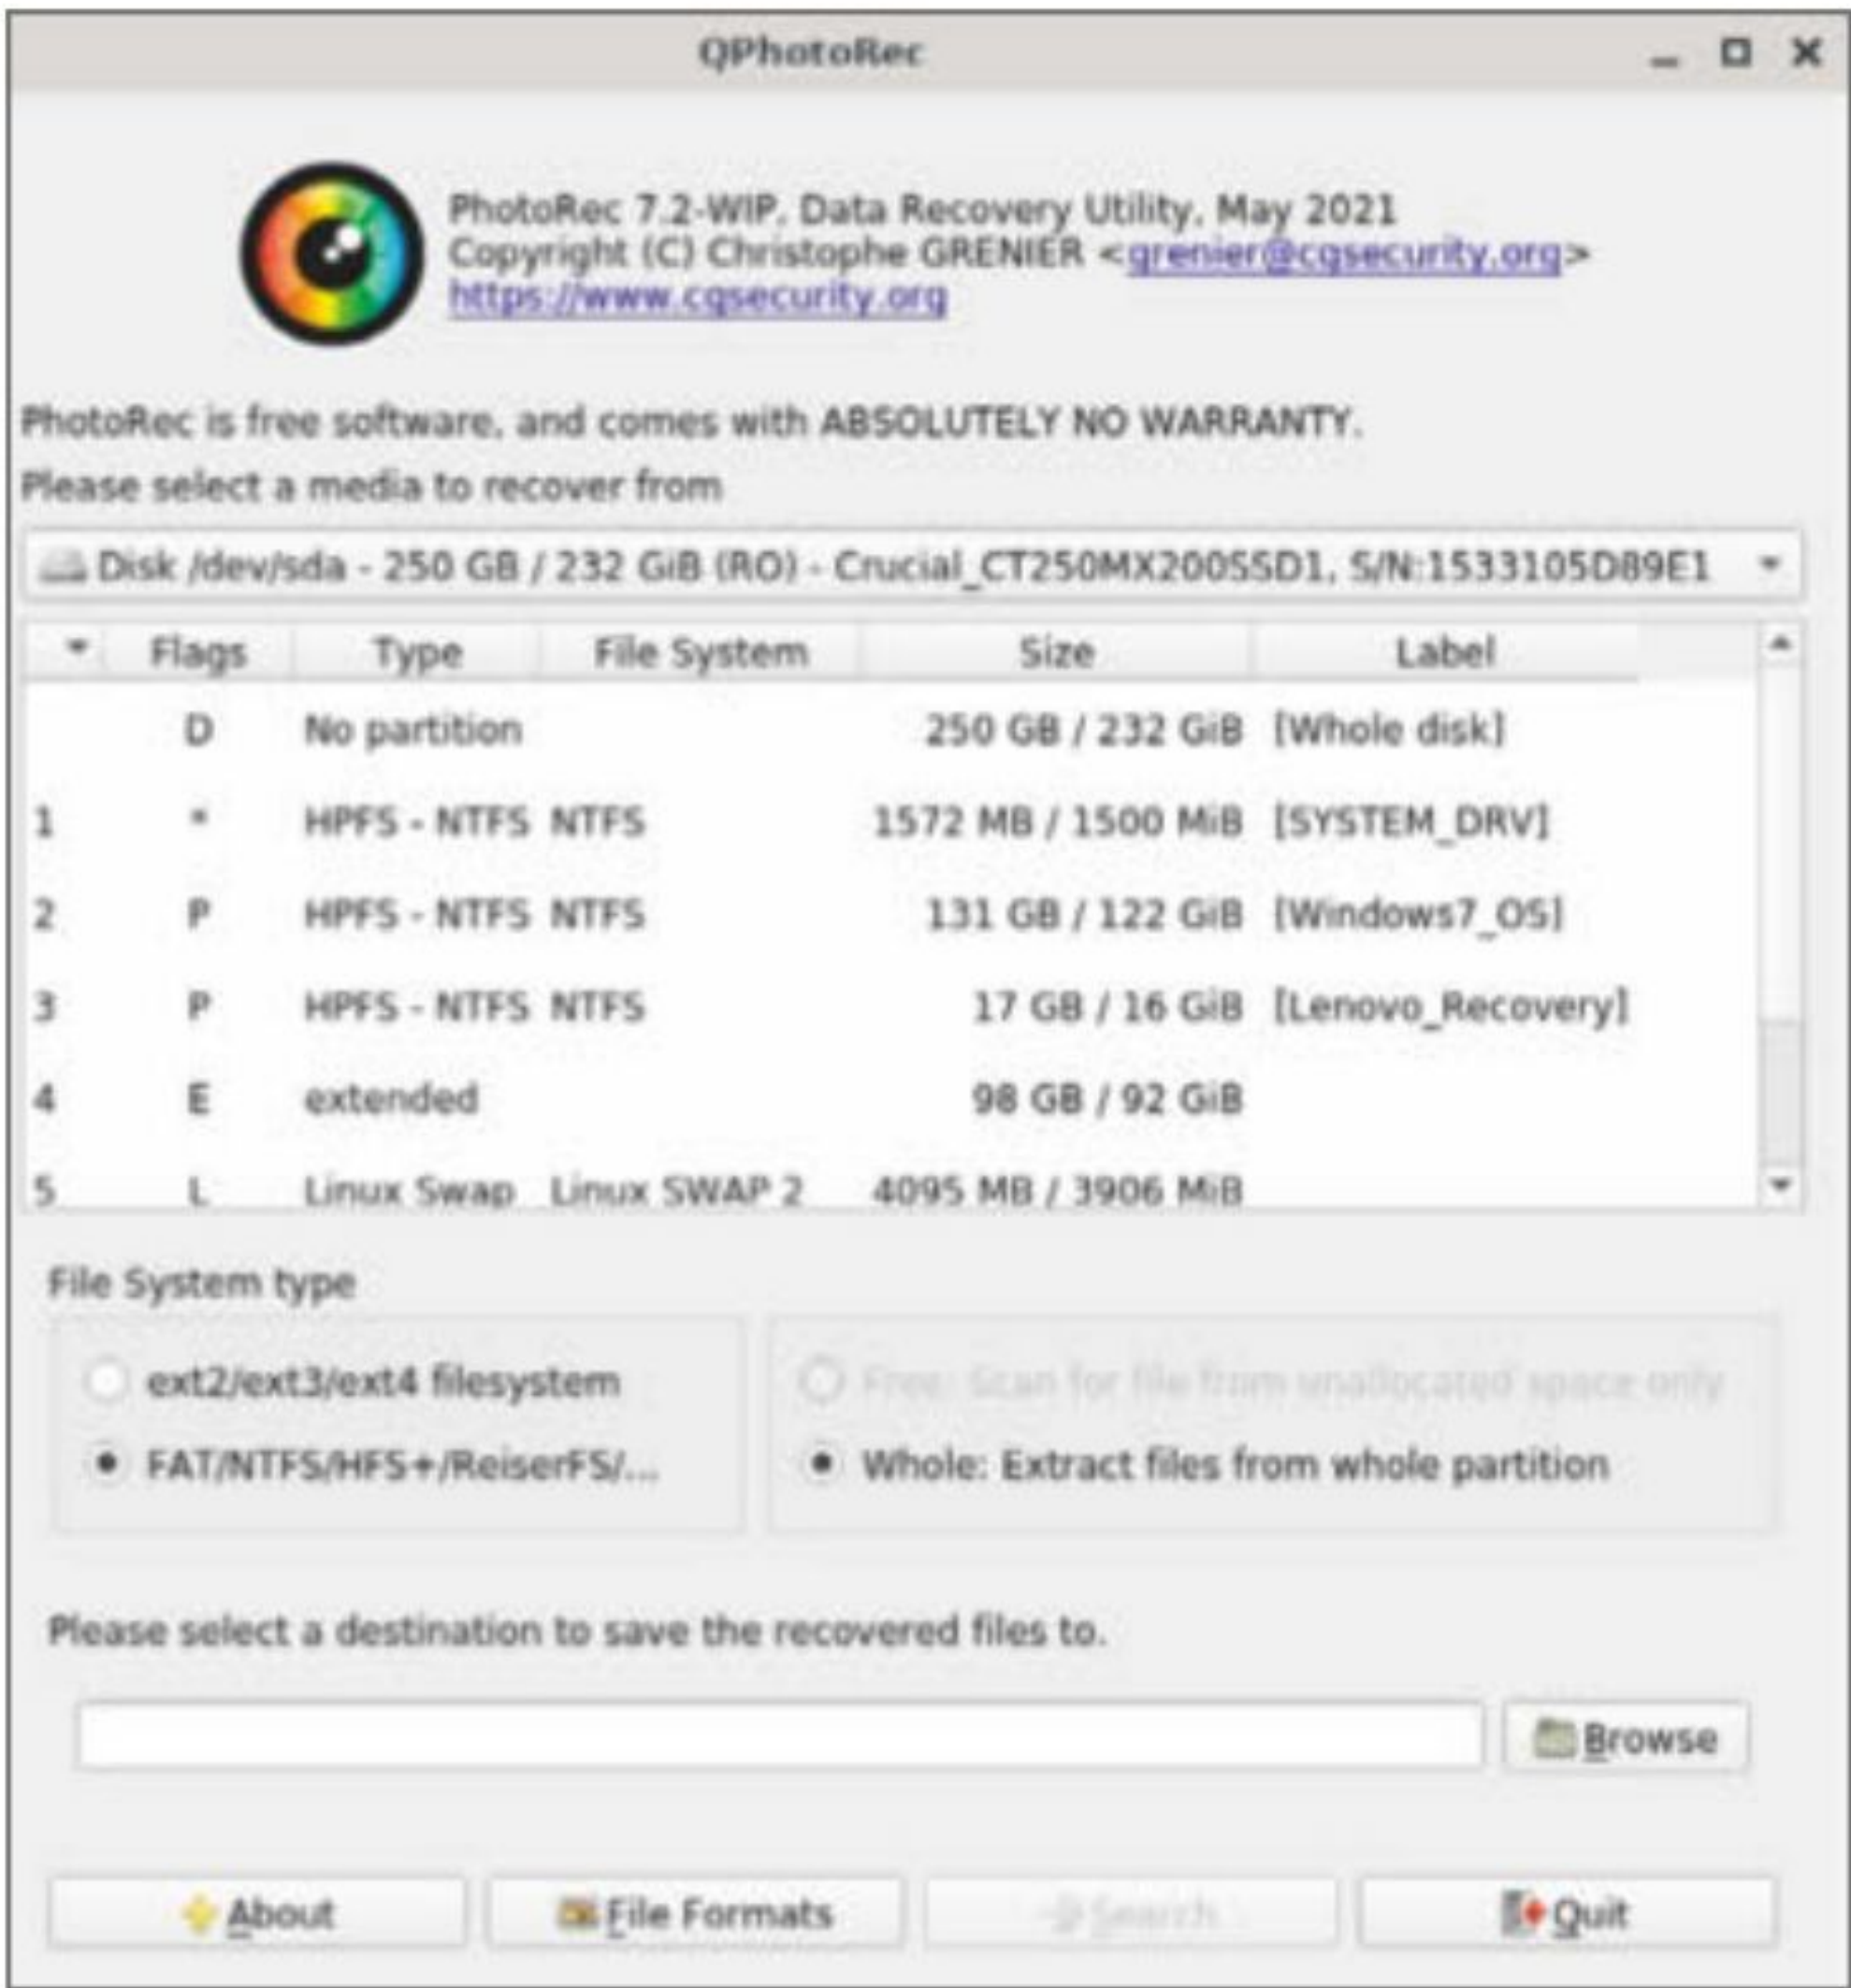 QPhotoRec
PhotoRec 7.2-WIP, Data Recovery Utility, May 2021
Copyright (C) Christophe GRENIER <grenier@cgsecurity.org>
https://www.cgsecurity.org
PhotoRec is free software, and comes with ABSOLUTELY NO WARRANTY.
Please select a media to recover from
Disk /dev/sda - 250 GB / 232 GiB (RO) - Crucial_CT250MX200SSD1, S/N:1533105D89E1
Flags Type File System Size Label
D No partition 250 GB / 232 GiB [Whole disk]
1 * HPFS - NTFS NTFS 1572 MB / 1500 MiB [SYSTEM_DRV]
2 P HPFS - NTFS NTFS 131 GB / 122 GiB [Windows7_OS]
3 P HPFS - NTFS NTFS 17 GB / 16 GiB [Lenovo_Recovery]
4 E extended 98 GB / 92 GiB
5 L Linux Swap Linux SWAP 2 4095 MB / 3906 MiB
File System type
ext2/ext3/ext4 filesystem Free: Scan for file from unallocated space only
FAT/NTFS/HFS+/ReiserFS/... Whole: Extract files from whole partition
Please select a destination to save the recovered files to.
Browse
About File Formats Search Quit